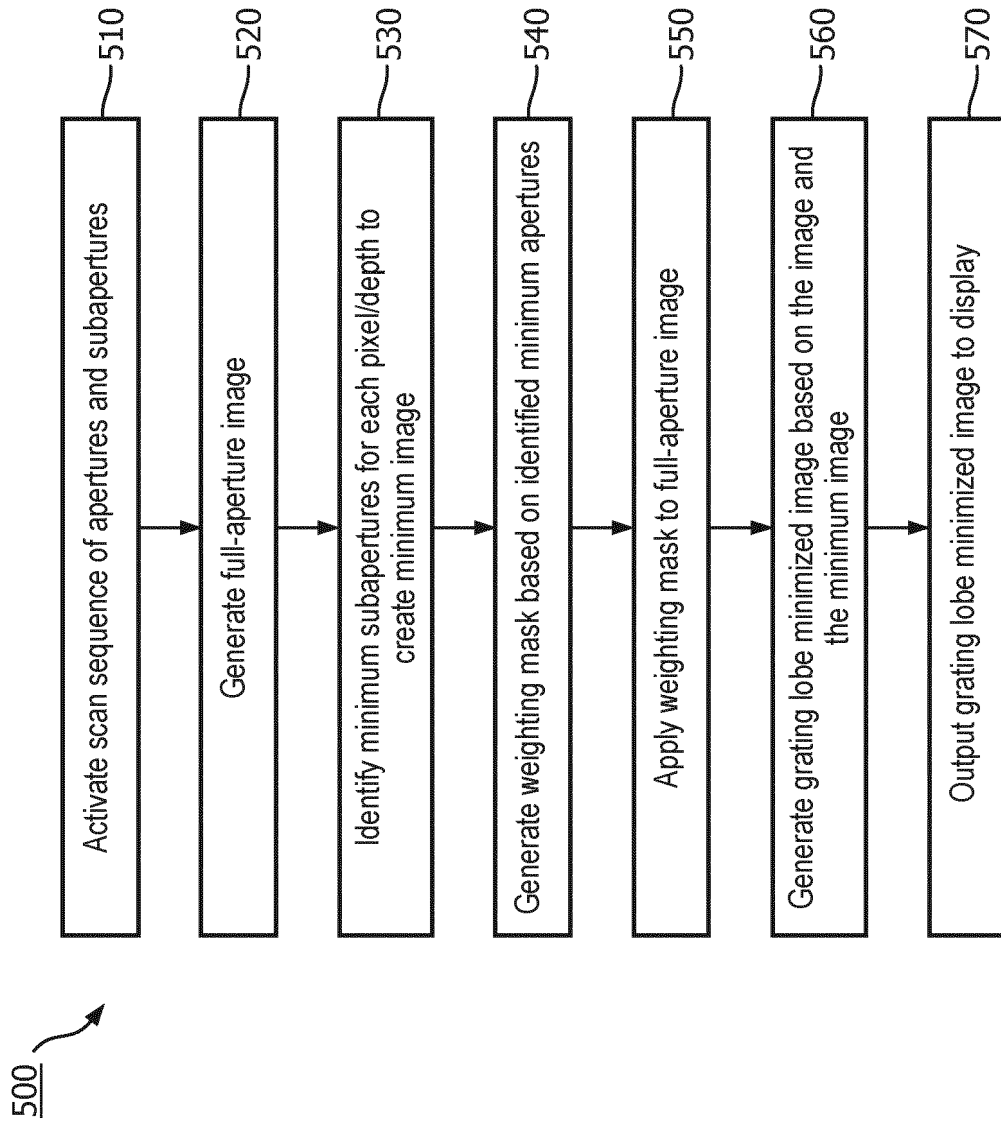 500
Activate scan sequence of apertures and subapertures
510
Generate full-aperture image
520
Identify minimum subapertures for each pixel/depth to
create minimum image
530
Generate weighting mask based on identified minimum apertures
540
Apply weighting mask to full-aperture image
550
Generate grating lobe minimized image based on the image and
the minimum image
560
Output grating lobe minimized image to display
570